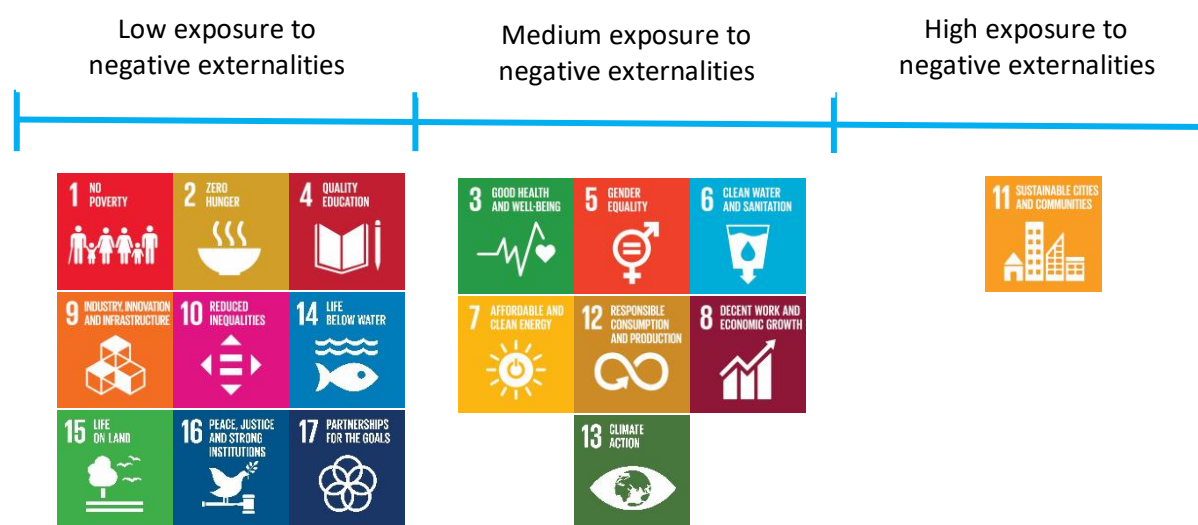 Low exposure to
negative externalities
Medium exposure to
negative externalities
High exposure to
negative externalities
1 NO
POVERTY
2 ZERO
HUNGER
4 QUALITY
EDUCATION
9 INDUSTRY, INNOVATION
AND INFRASTRUCTURE
10 REDUCED
INEQUALITIES
14 LIFE
BELOW WATER
15 LIFE
ON LAND
16 PEACE, JUSTICE
AND STRONG
INSTITUTIONS
17 PARTNERSHIPS
FOR THE GOALS
3 GOOD HEALTH
AND WELL-BEING
5 GENDER
EQUALITY
6 CLEAN WATER
AND SANITATION
7 AFFORDABLE AND
CLEAN ENERGY
12 RESPONSIBLE
CONSUMPTION
AND PRODUCTION
8 DECENT WORK AND
ECONOMIC GROWTH
13 CLIMATE
ACTION
11 SUSTAINABLE CITIES
AND COMMUNITIES